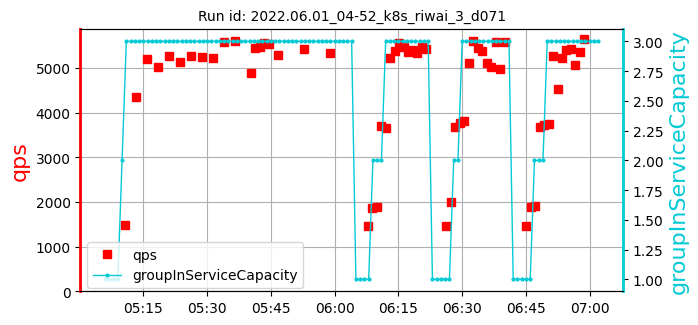 Run id: 2022.06.01_04-52_k8s_riwai_3_d071
qps
5000
4000
3000
2000
1000
0
3.00
2.75
2.50
2.25
2.00
1.75
1.50
1.25
1.00
groupInServiceCapacity
qps
groupInServiceCapacity
05:15 05:30 05:45 06:00 06:15 06:30 06:45 07:00